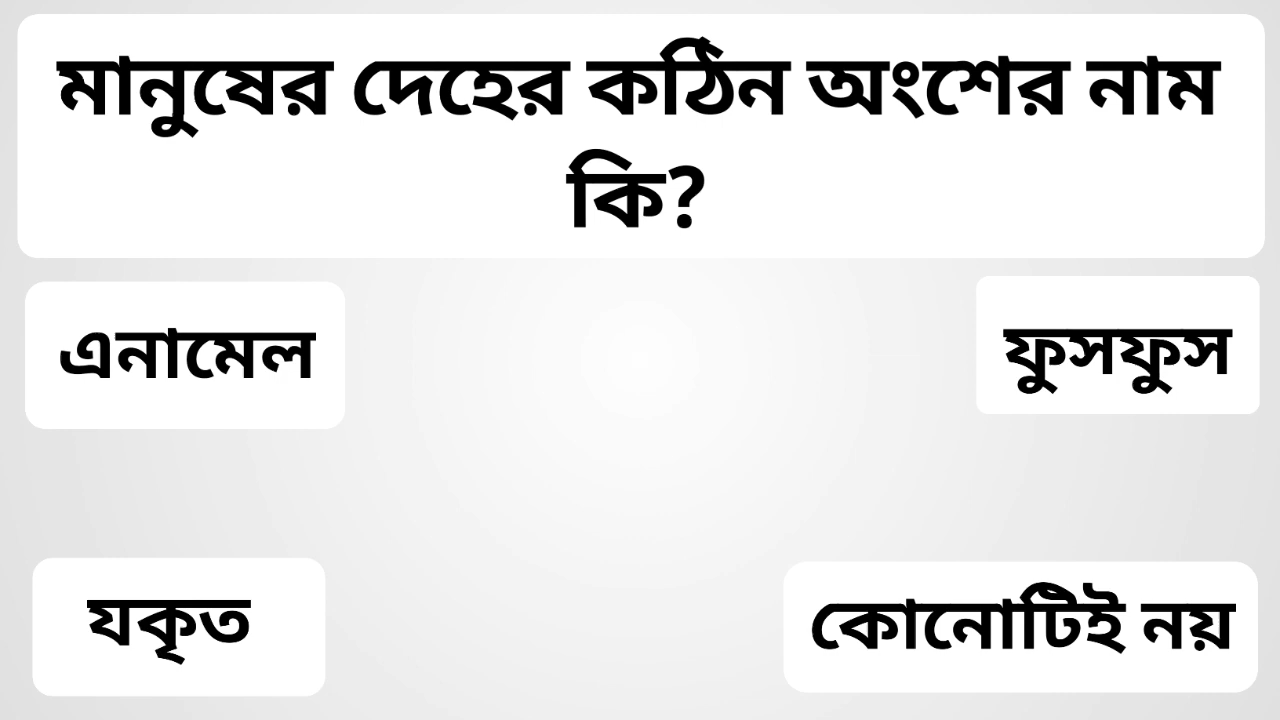 মানুষের দেহের কঠিন অংশের নাম
কি?
এনামেল
ফুসফুস
যকৃত
কোনোটিই নয়